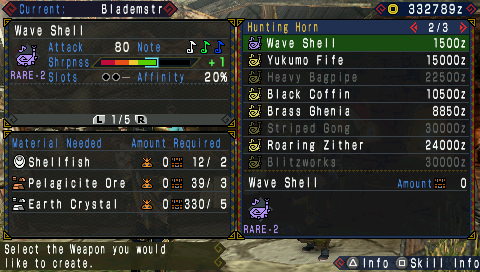 Current: Blademstr
332789z
Wave Shell
Attack 80 Note
Shrpnss +1
RARE-2 Slots ●●― Affinity 20%
L 1/5 R
Material Needed Amount Required
Shellfish 0 12/ 2
Pelagicite Ore 0 39/ 3
Earth Crystal 0 330/ 5
Select the Weapon you would
like to create.
Hunting Horn 2/3
Wave Shell 1500z
Yukumo Fife 15000z
Heavy Bagpipe 22500z
Black Coffin 10500z
Brass Ghenia 8850z
Striped Gong 30000z
Roaring Zither 24000z
Blitzworks 30000z
Wave Shell Amount 0
RARE-2
△ Info □ Skill Info